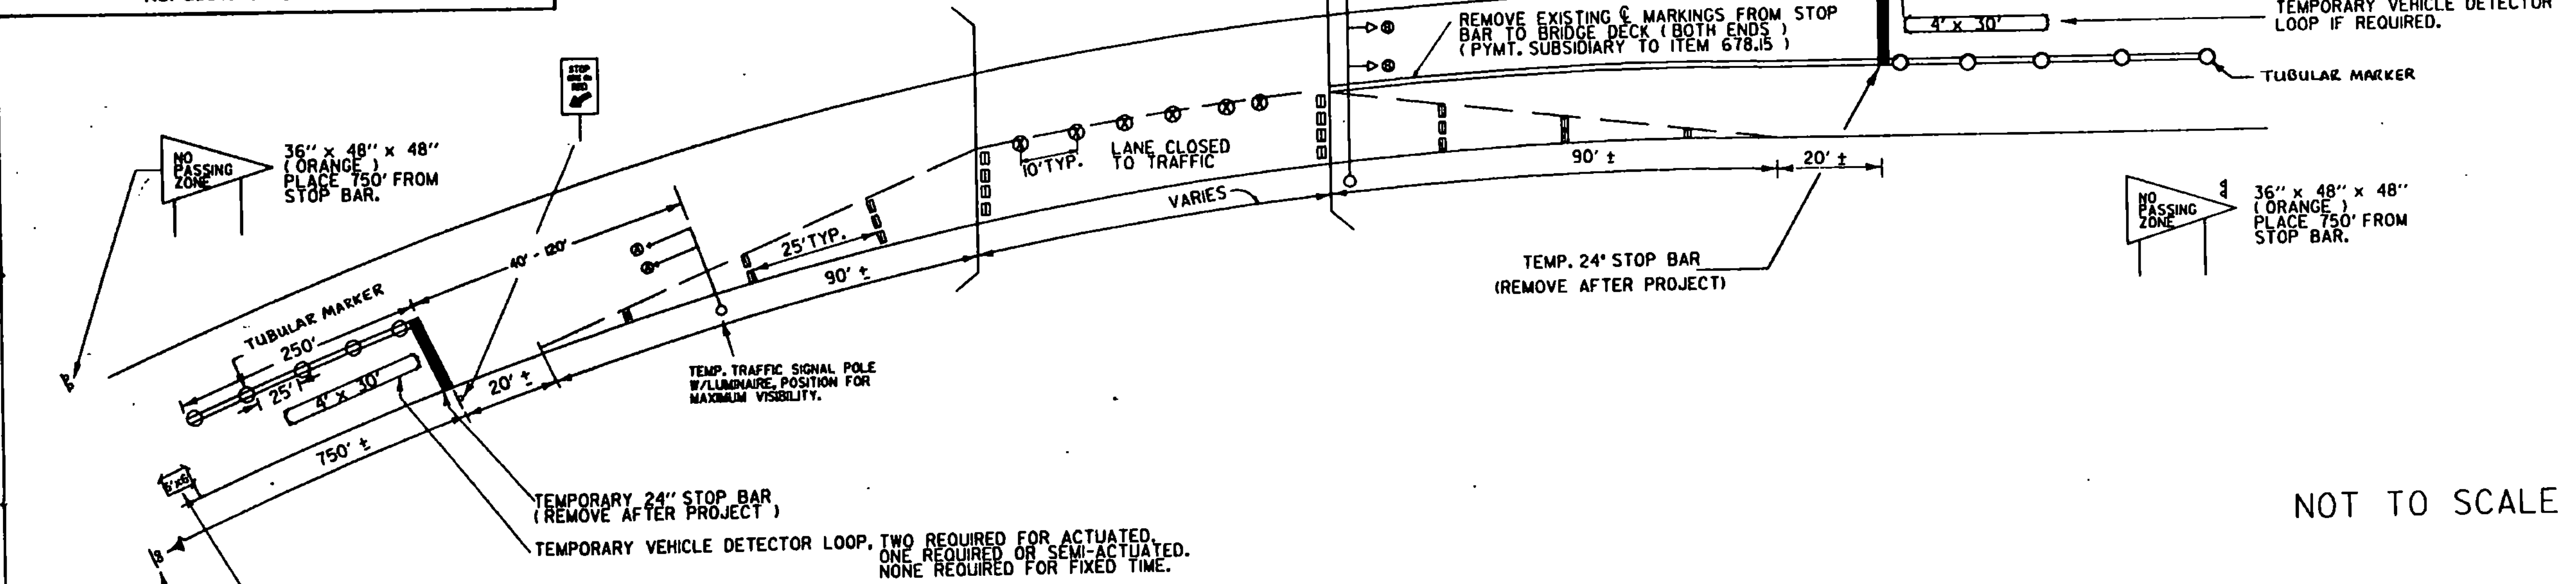 REMOVE EXISTING ℄ MARKINGS FROM STOP
BAR TO BRIDGE DECK ( BOTH ENDS )
( PYMT. SUBSIDIARY TO ITEM 678.15 )
4' x 30'
TEMPORARY VEHICLE DETECTOR
LOOP IF REQUIRED.
TUBULAR MARKER
STOP
HERE ON
RED
NO
PASSING
ZONE
36" x 48" x 48"
( ORANGE )
PLACE 750' FROM
STOP BAR.
10' TYP.
LANE CLOSED
TO TRAFFIC
90' ±
20' ±
VARIES
NO
PASSING
ZONE
36" x 48" x 48"
( ORANGE )
PLACE 750' FROM
STOP BAR.
40' - 120'
25' TYP.
90' ±
TEMP. 24" STOP BAR
(REMOVE AFTER PROJECT)
TUBULAR MARKER
250'
25'
4' x 30'
20' ±
TEMP. TRAFFIC SIGNAL POLE
W/LUMINAIRE, POSITION FOR
MAXIMUM VISIBILITY.
750' ±
6'x6'
TEMPORARY 24" STOP BAR
( REMOVE AFTER PROJECT )
TEMPORARY VEHICLE DETECTOR LOOP, TWO REQUIRED FOR ACTUATED.
ONE REQUIRED OR SEMI-ACTUATED.
NONE REQUIRED FOR FIXED TIME.
NOT TO SCALE